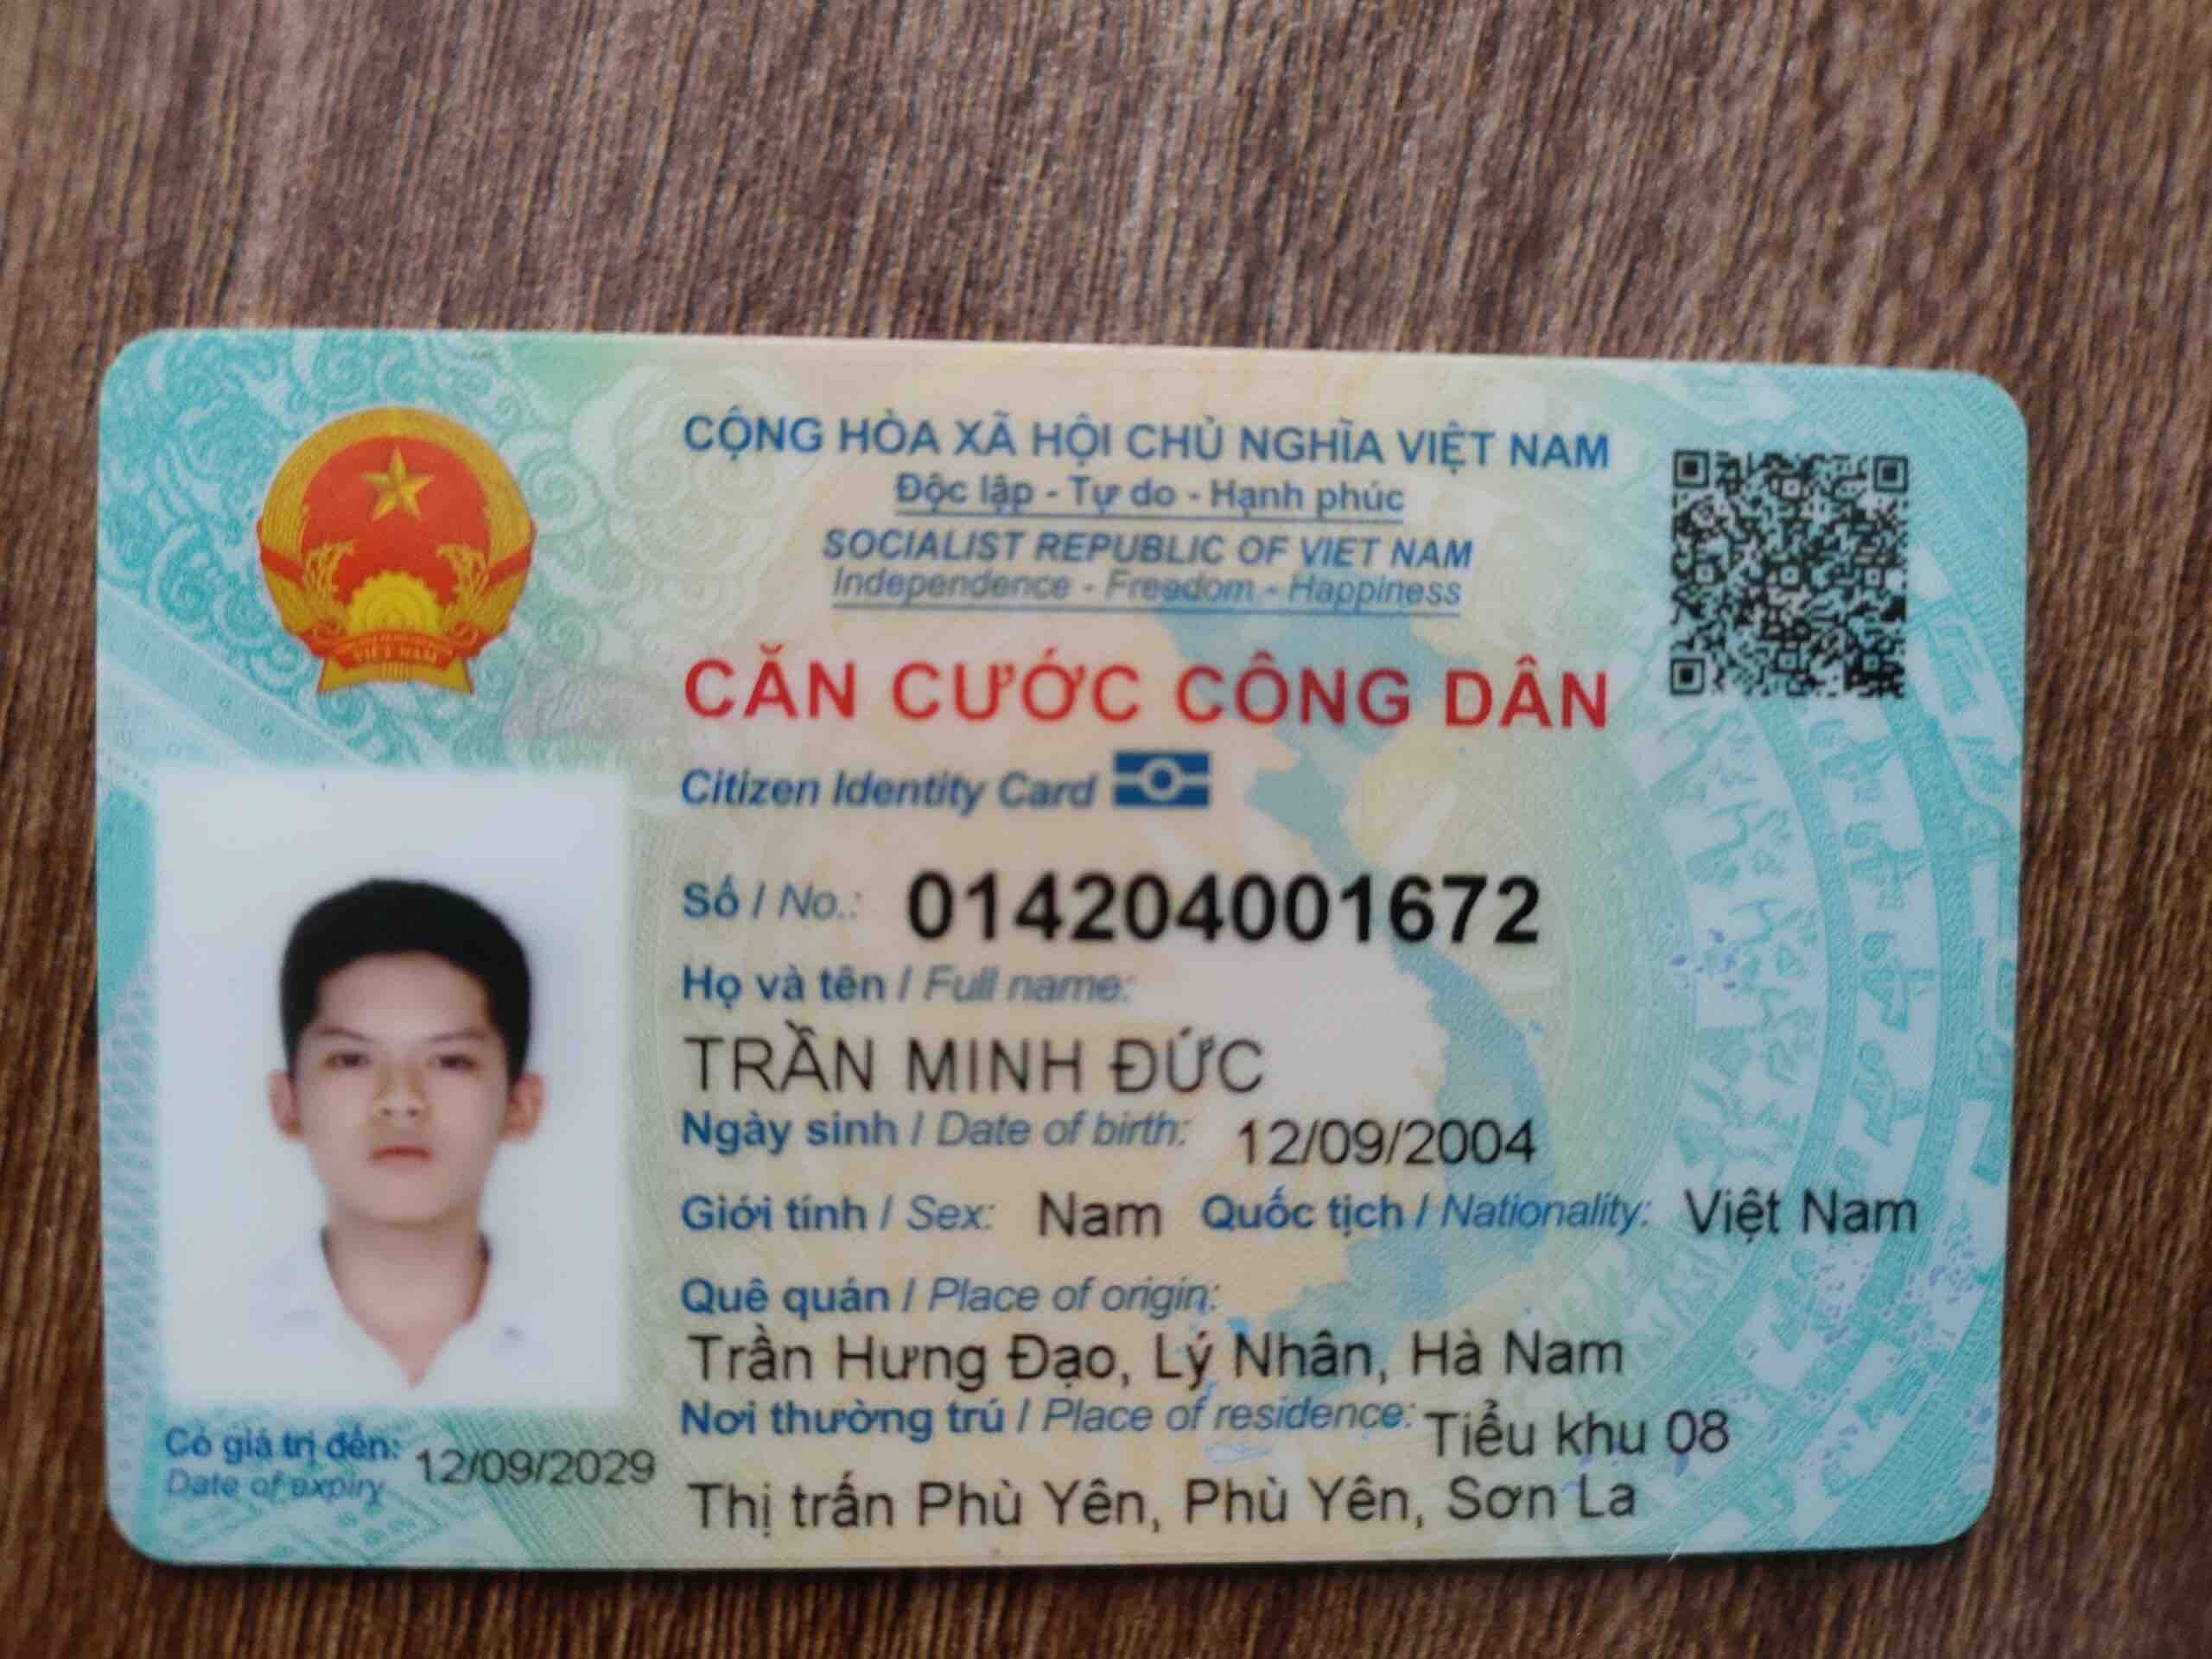 CỘNG HÒA XÃ HỘI CHỦ NGHĨA VIỆT NAM
Độc lập - Tự do - Hạnh phúc
SOCIALIST REPUBLIC OF VIET NAM
Independence - Freedom - Happiness
VIỆT NAM
CĂN CƯỚC CÔNG DÂN
Citizen Identity Card
Số / No.: 014204001672
Họ và tên / Full name:
TRẦN MINH ĐỨC
Ngày sinh / Date of birth: 12/09/2004
Giới tính / Sex: Nam Quốc tịch / Nationality: Việt Nam
Quê quán / Place of origin:
Trần Hưng Đạo, Lý Nhân, Hà Nam
Nơi thường trú / Place of residence: Tiểu khu 08
Thị trấn Phù Yên, Phù Yên, Sơn La
Có giá trị đến: 12/09/2029
Date of expiry